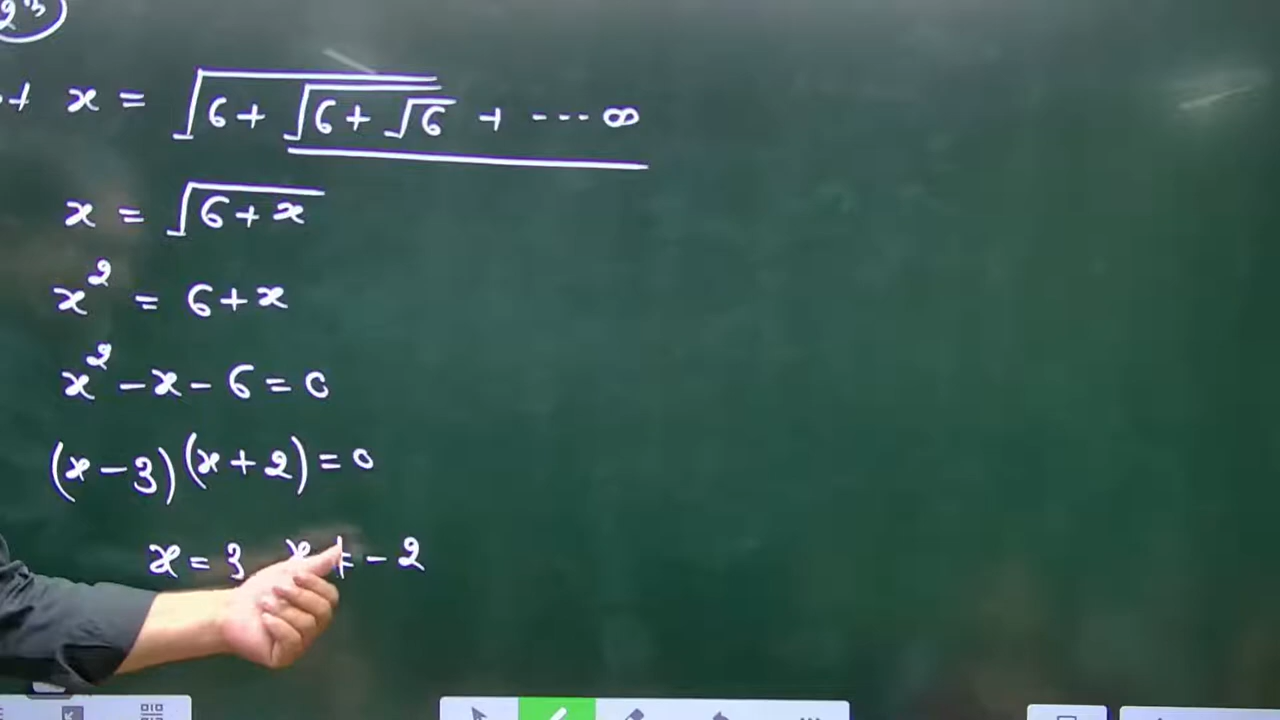 x = √6 + √6 + √6 + ---- ∞
x = √6 + x
x² = 6 + x
x² - x - 6 = 0
(x - 3)(x + 2) = 0
x = 3 x ≠ - 2